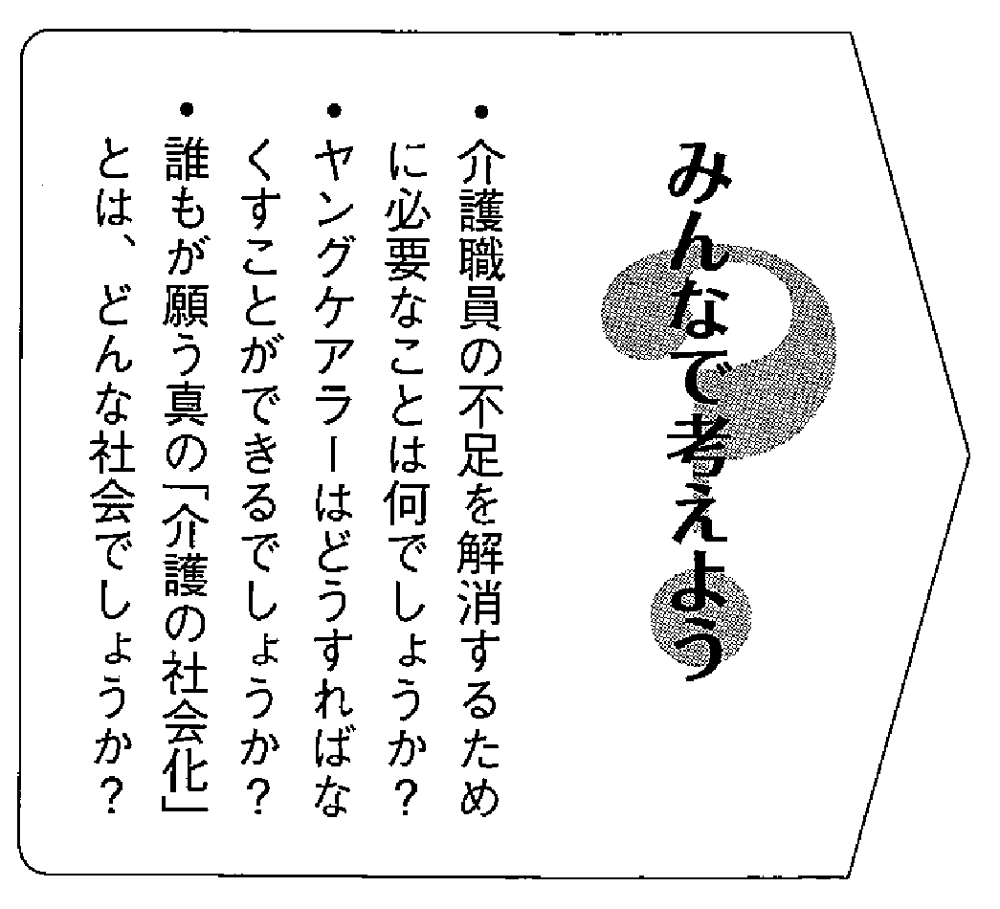 みんなで考えよう
・介護職員の不足を解消するため
に必要なことは何でしょうか？
・ヤングケアラーはどうすればな
くすことができるでしょうか？
・誰もが願う真の「介護の社会化」
とは、どんな社会でしょうか？